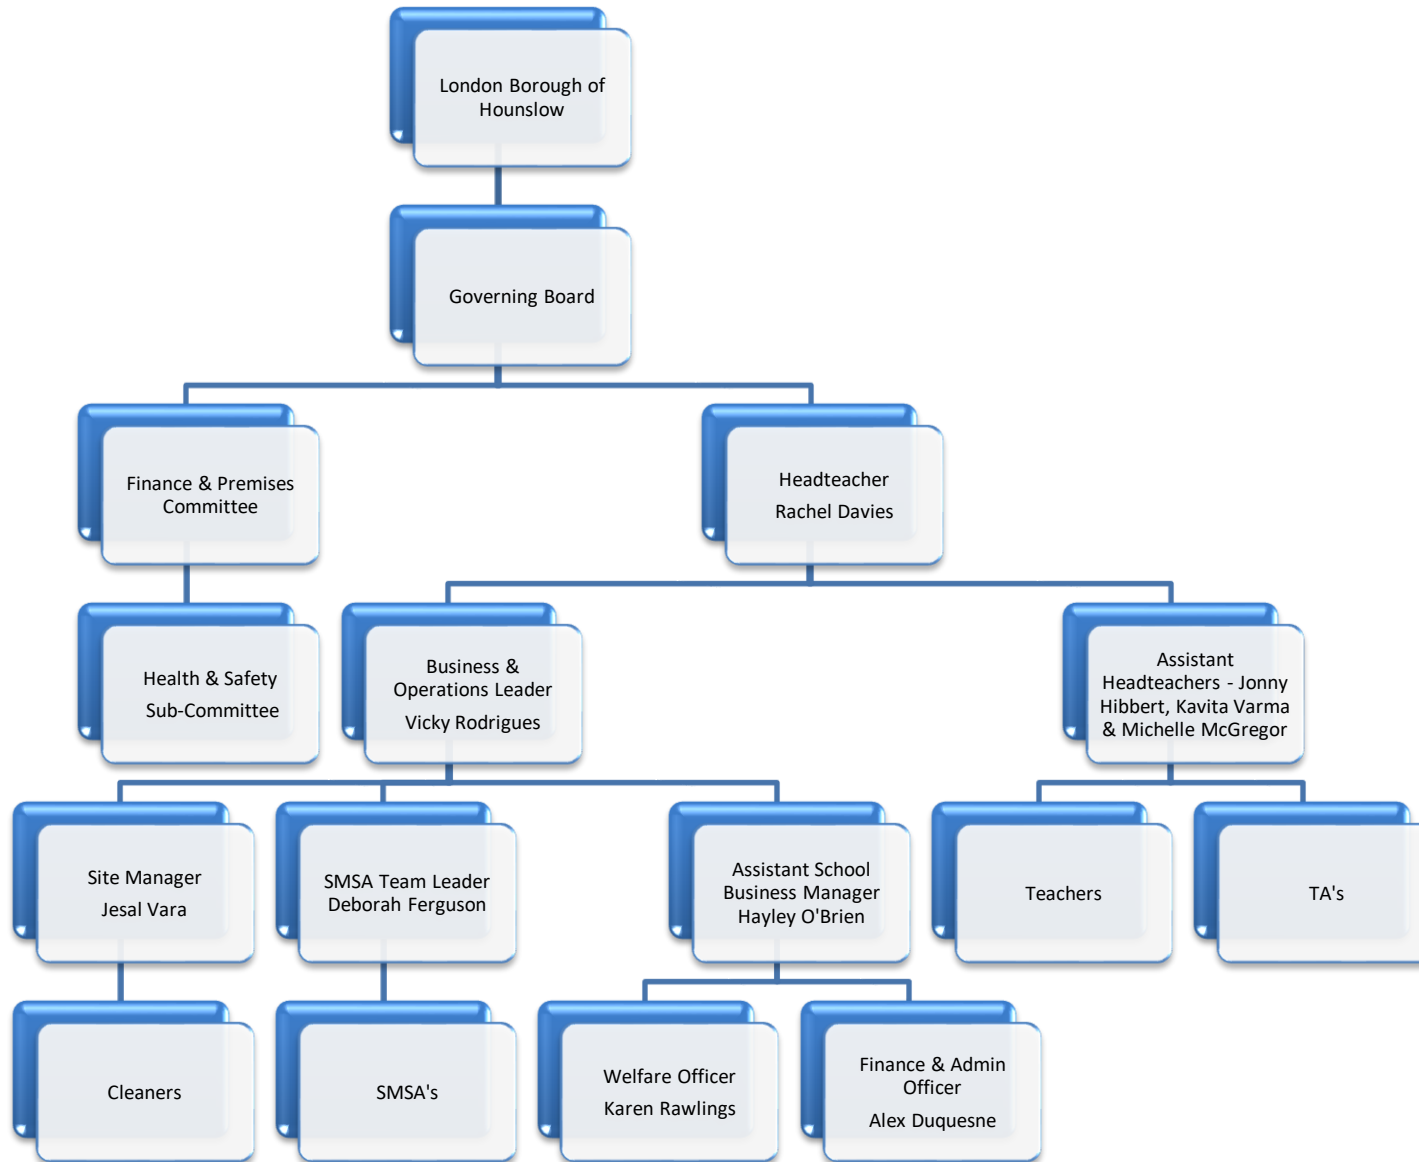 London Borough of
Hounslow
Governing Board
Finance & Premises
Committee
Headteacher
Rachel Davies
Health & Safety
Sub-Committee
Business &
Operations Leader
Vicky Rodrigues
Assistant
Headteachers - Jonny
Hibbert, Kavita Varma
& Michelle McGregor
Site Manager
Jesal Vara
SMSA Team Leader
Deborah Ferguson
Assistant School
Business Manager
Hayley O'Brien
Teachers
TA's
Cleaners
SMSA's
Welfare Officer
Karen Rawlings
Finance & Admin
Officer
Alex Duquesne